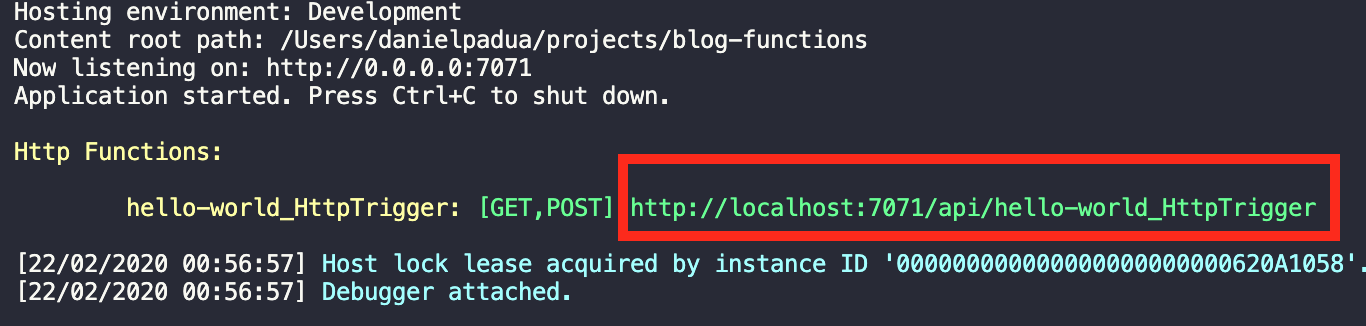 Hosting environment: Development
Content root path: /Users/danielpadua/projects/blog-functions
Now listening on: http://0.0.0.0:7071
Application started. Press Ctrl+C to shut down.
Http Functions:
hello-world_HttpTrigger: [GET,POST] http://localhost:7071/api/hello-world_HttpTrigger
[22/02/2020 00:56:57] Host lock lease acquired by instance ID '000000000000000000000000620A1058'.
[22/02/2020 00:56:57] Debugger attached.